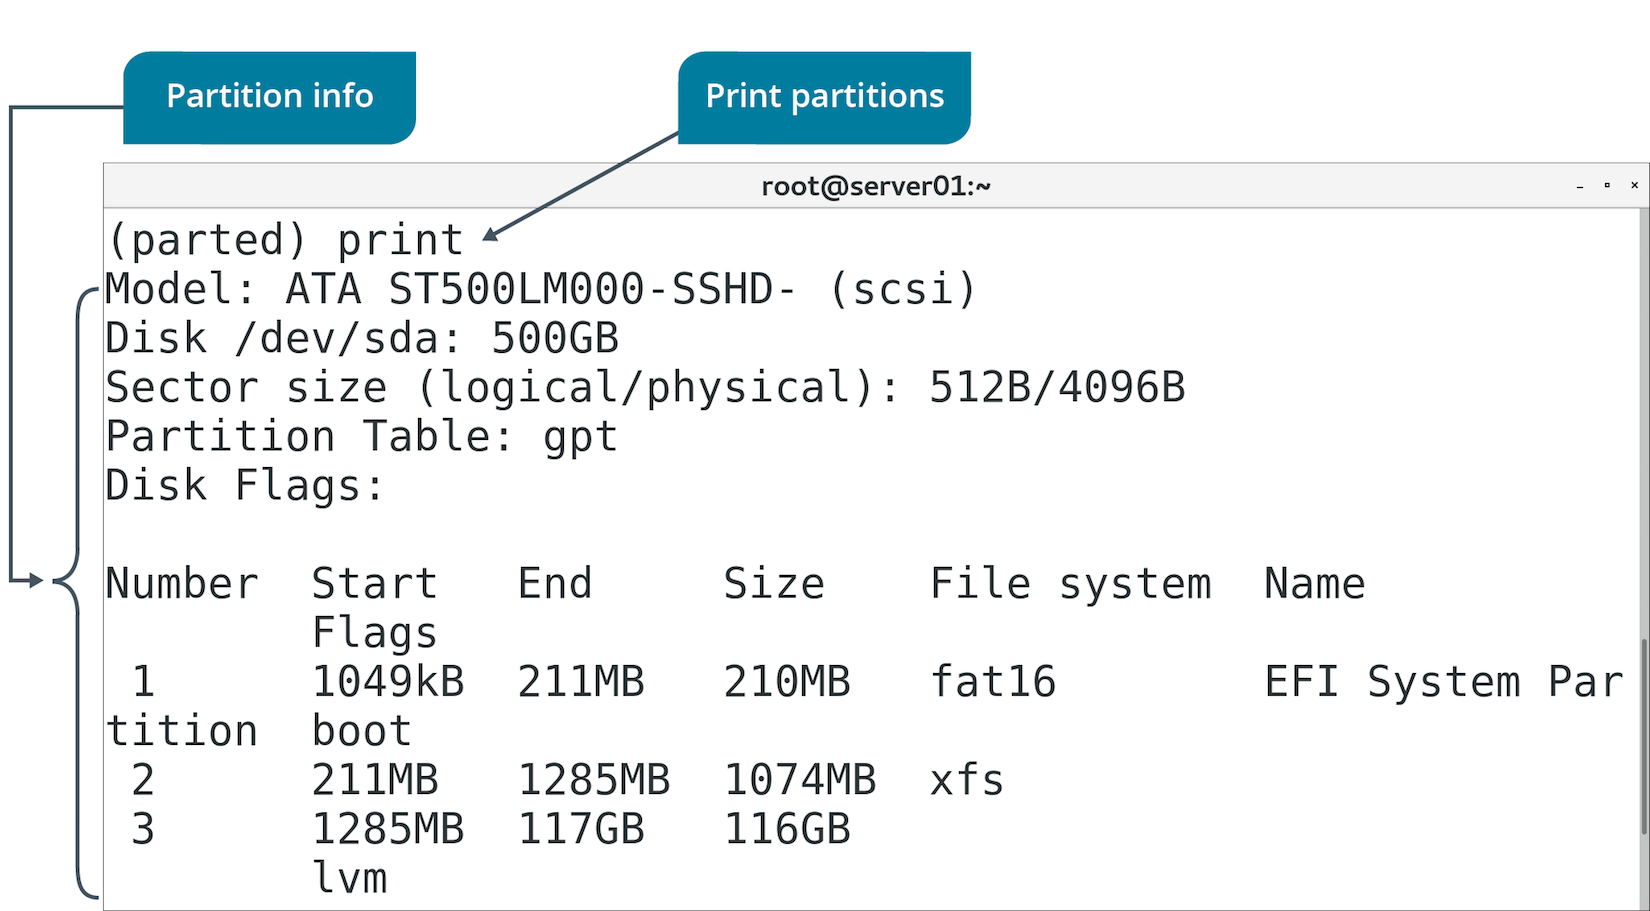 Partition info
Print partitions
root@server01:~
(parted) print
Model: ATA ST500LM000-SSHD- (scsi)
Disk /dev/sda: 500GB
Sector size (logical/physical): 512B/4096B
Partition Table: gpt
Disk Flags:
Number  Start   End     Size    File system  Name
        Flags
 1      1049kB  211MB   210MB   fat16        EFI System Par
tition  boot
 2      211MB   1285MB  1074MB  xfs
 3      1285MB  117GB   116GB
        lvm